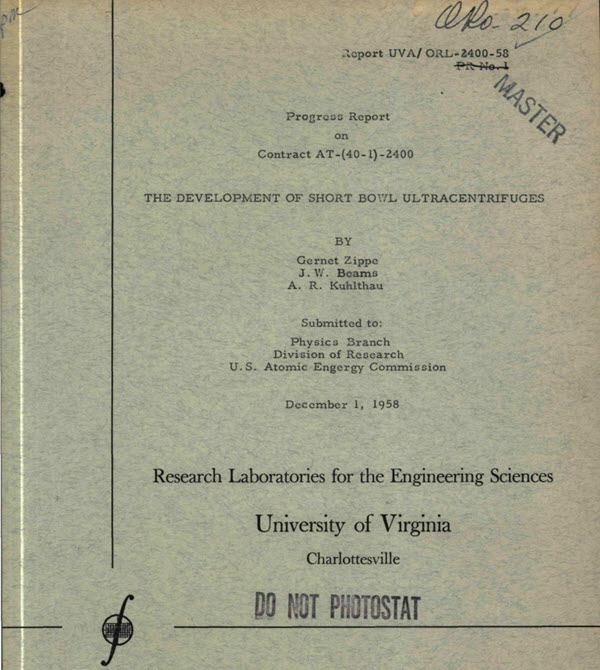 ORO-210
Report UVA/ ORL-2400-58
PR No. 1
MASTER
Progress Report
on
Contract AT-(40-1)-2400
THE DEVELOPMENT OF SHORT BOWL ULTRACENTRIFUGES
BY
Gernet Zippe
J. W. Beams
A. R. Kuhlthau
Submitted to:
Physics Branch
Division of Research
U. S. Atomic Engergy Commission
December 1, 1958
Research Laboratories for the Engineering Sciences
University of Virginia
Charlottesville
DO NOT PHOTOSTAT